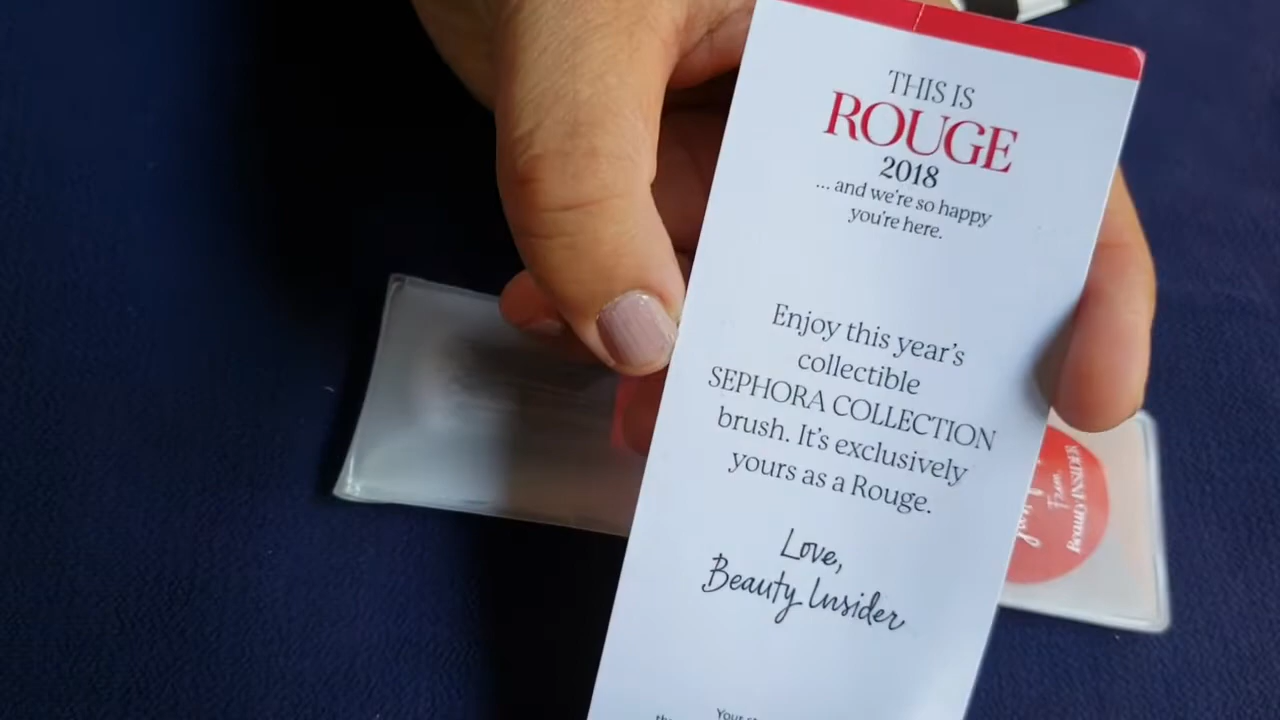 THIS IS
ROUGE
2018
... and we're so happy
you're here.
Enjoy this year's
collectible
SEPHORA COLLECTION
brush. It's exclusively
yours as a Rouge.
Love,
Beauty Insider
From
Beauty INSIDER
Your